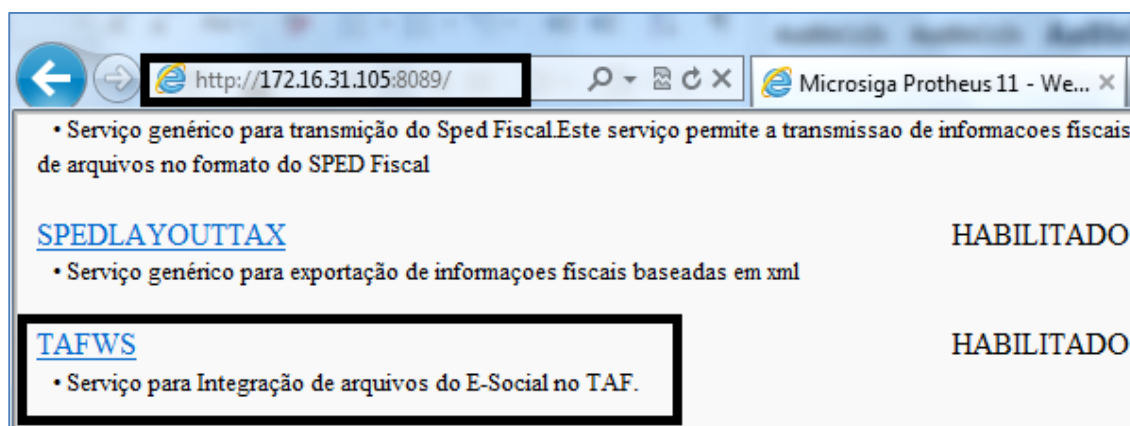 http://172.16.31.105:8089/
Microsiga Protheus 11 - We...
• Serviço genérico para transmição do Sped Fiscal.Este serviço permite a transmissao de informacoes fiscais
de arquivos no formato do SPED Fiscal
SPEDLAYOUTTAX HABILITADO
• Serviço genérico para exportação de informaçoes fiscais baseadas em xml
TAFWS HABILITADO
• Serviço para Integração de arquivos do E-Social no TAF.